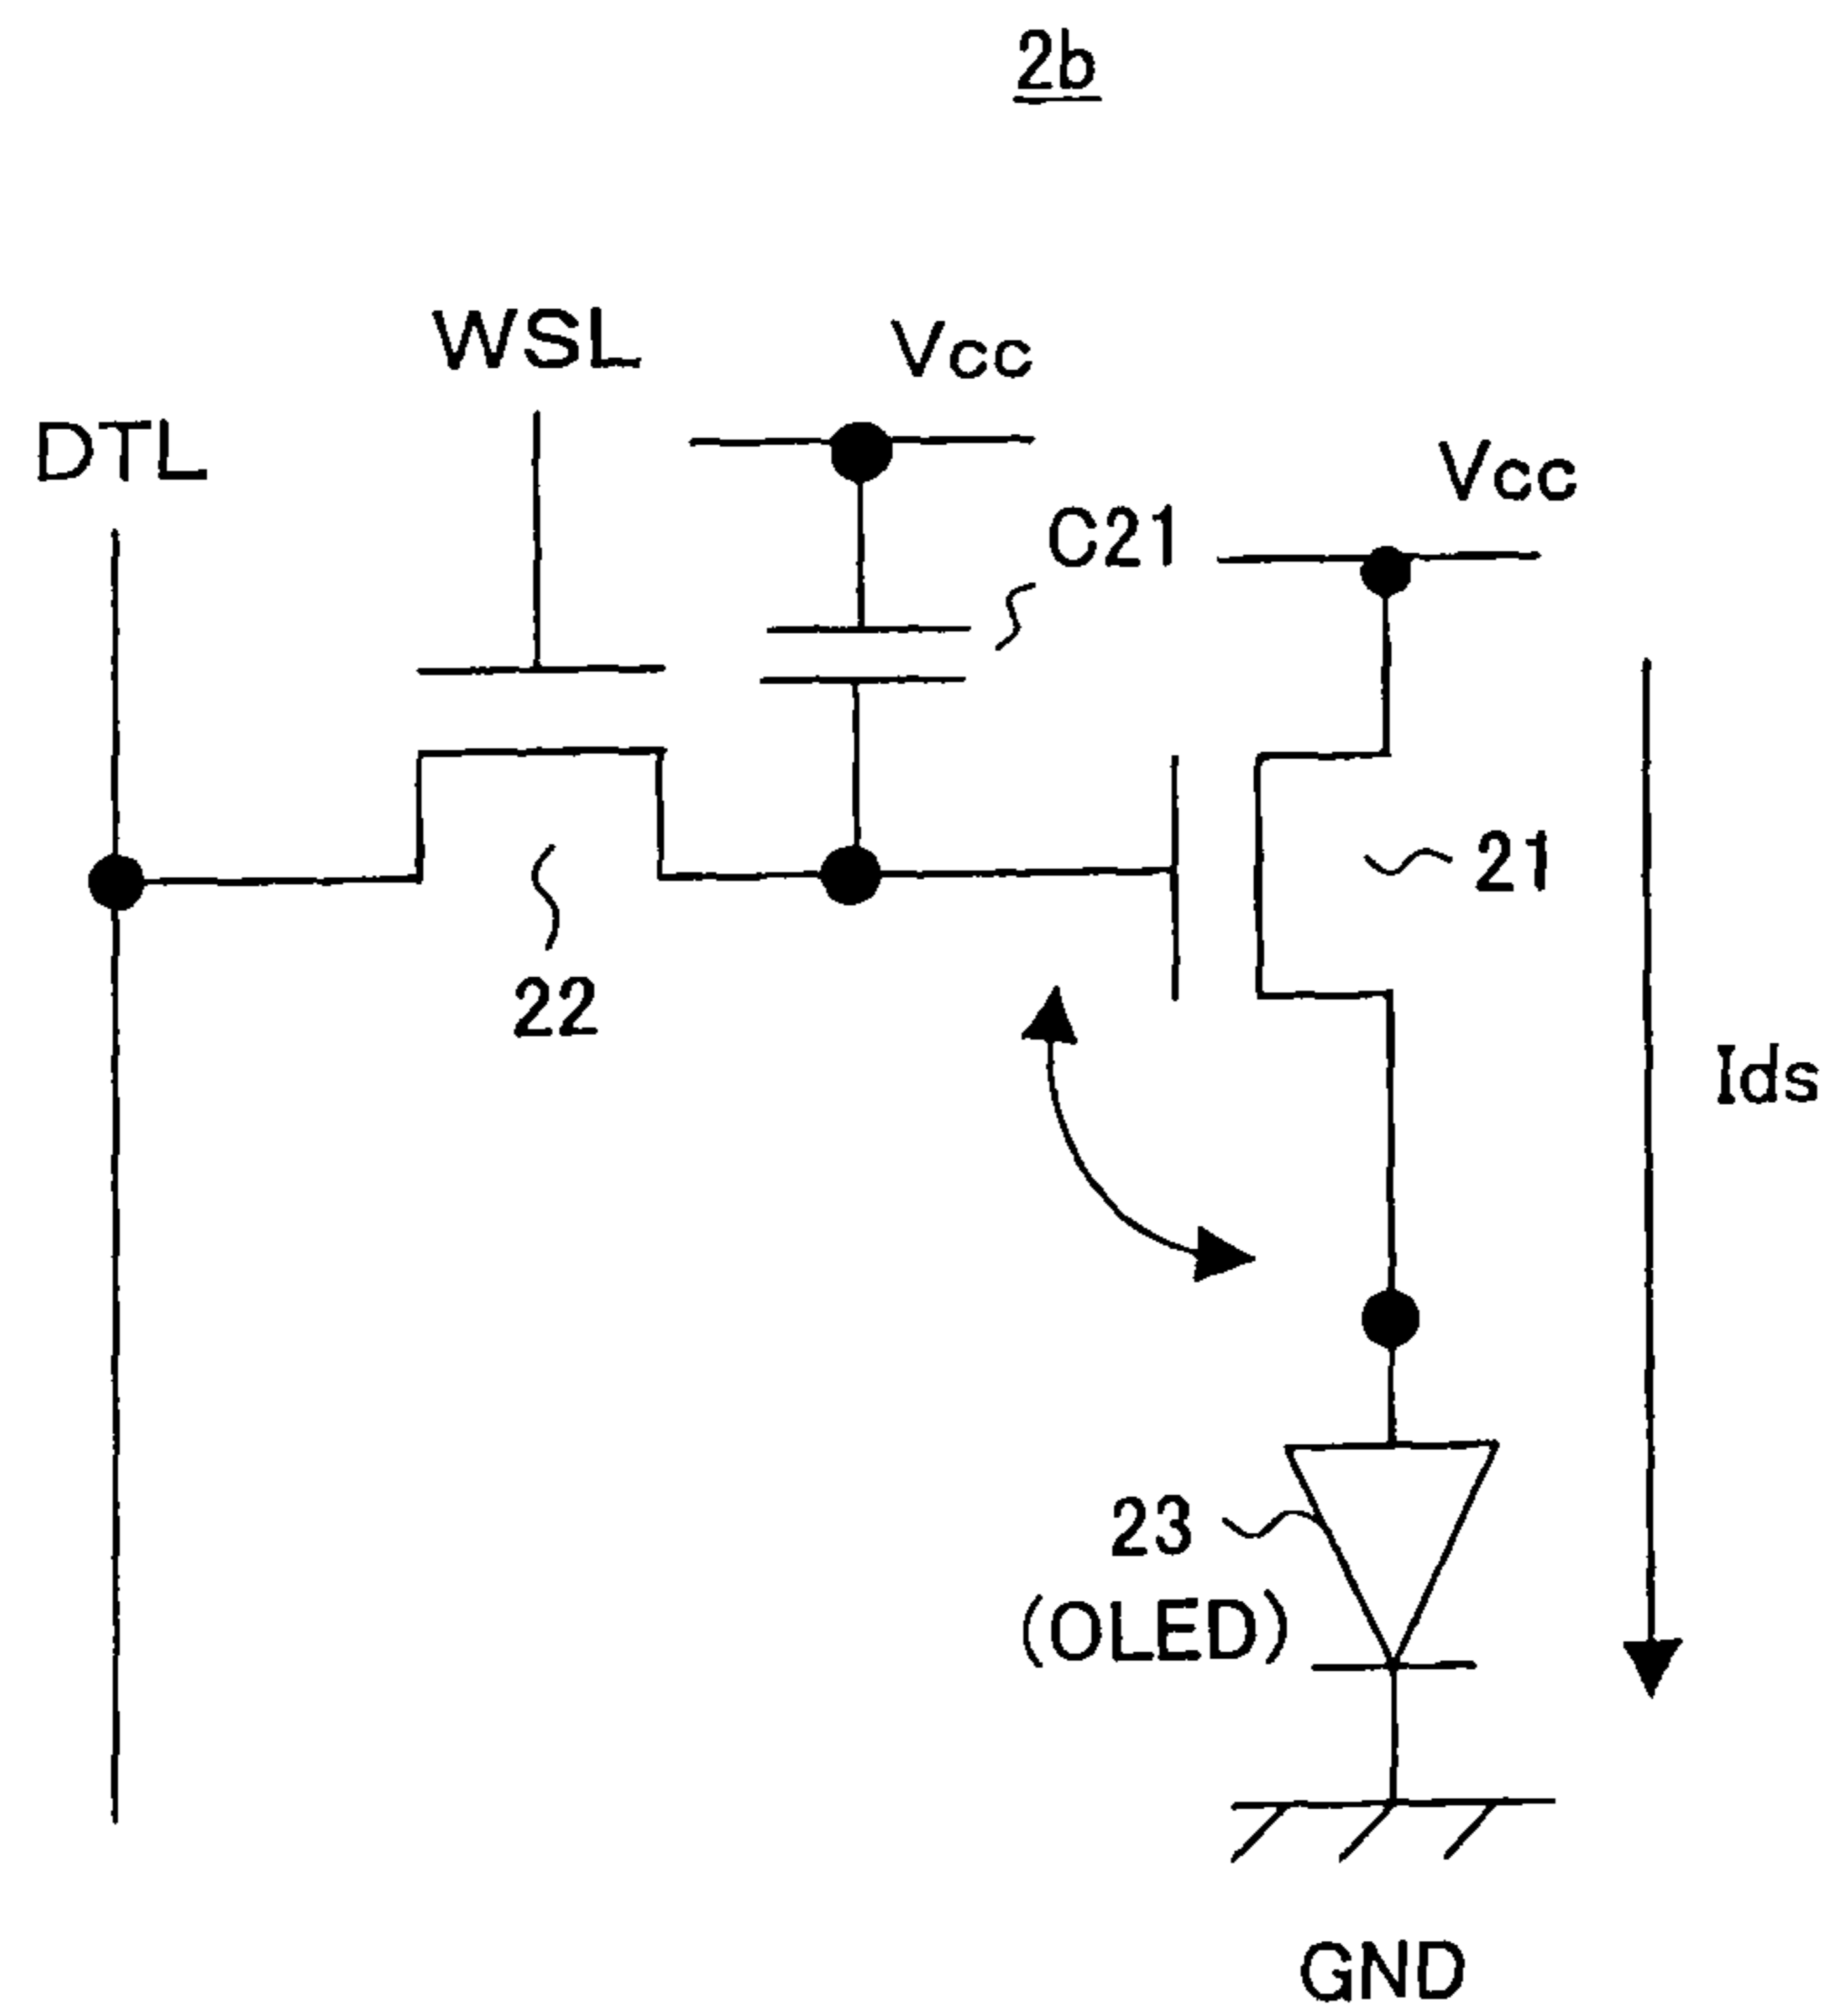 2b
WSL
Vcc
DTL
Vcc
C21
21
22
Ids
23
(OLED)
GND